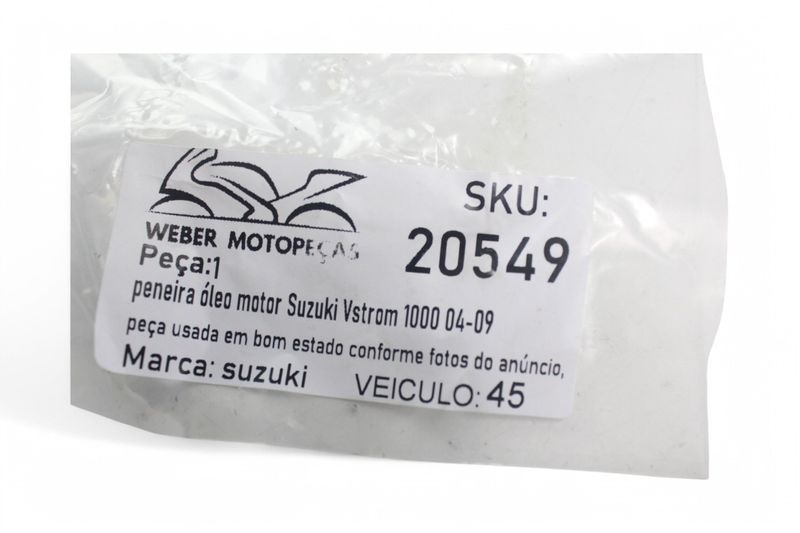 WEBER MOTOPEÇAS
SKU:
20549
Peça:1
peneira óleo motor Suzuki Vstrom 1000 04-09
peça usada em bom estado conforme fotos do anúncio,
Marca: suzuki
VEICULO: 45